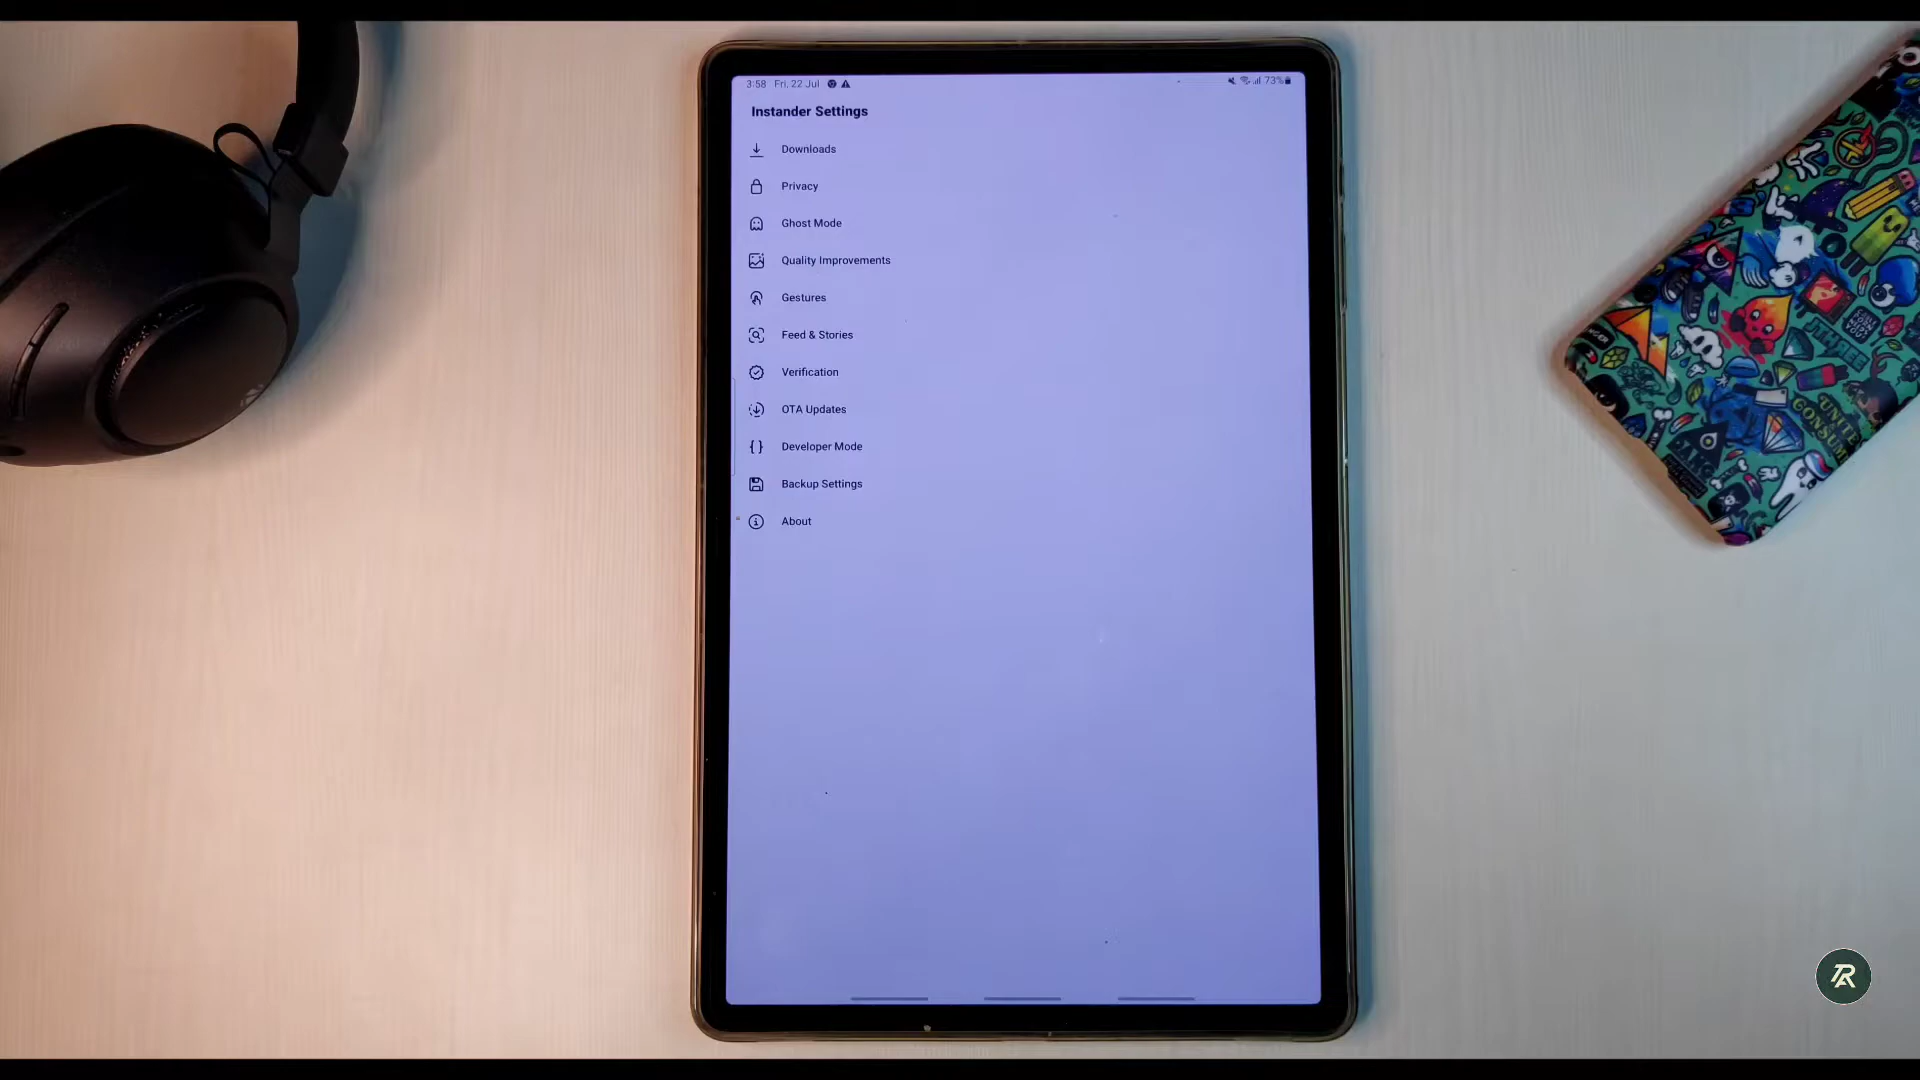 3:58 Fri, 22 Jul
73%
Instander Settings
Downloads
Privacy
Ghost Mode
Quality Improvements
Gestures
Feed & Stories
Verification
OTA Updates
Developer Mode
Backup Settings
About